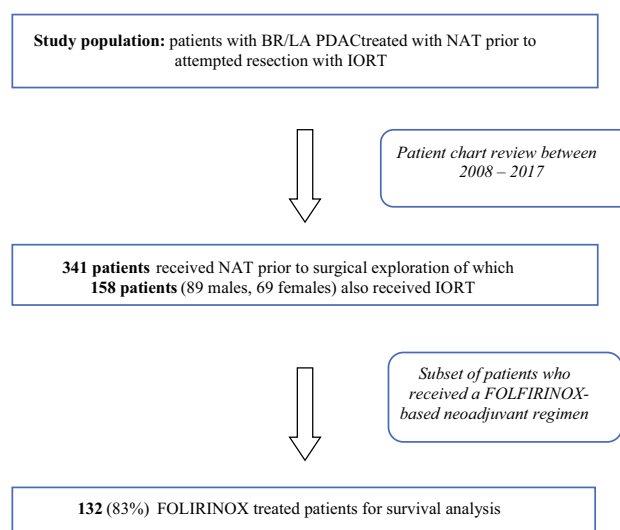 Study population: patients with BR/LA PDACtreated with NAT prior to
attempted resection with IORT
Patient chart review between
2008 – 2017
341 patients received NAT prior to surgical exploration of which
158 patients (89 males, 69 females) also received IORT
Subset of patients who
received a FOLFIRINOX-
based neoadjuvant regimen
132 (83%) FOLIRINOX treated patients for survival analysis